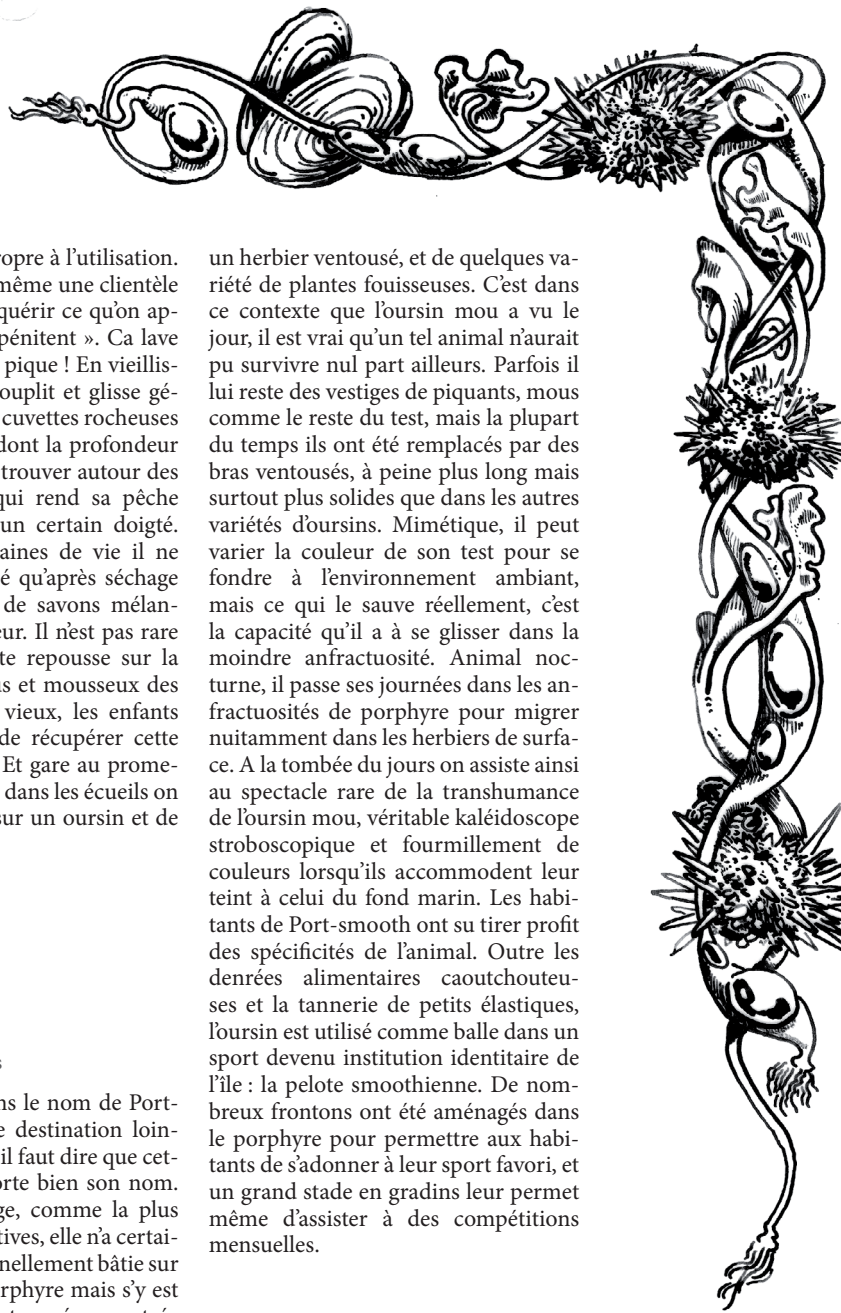 ropre à l’utilisation.
même une clientèle
quérir ce qu’on ap-
pénitent ». Ca lave
pique ! En vieillis-
ouplit et glisse gé-
cuvettes rocheuses
dont la profondeur
trouver autour des
qui rend sa pêche
un certain doigté.
aines de vie il ne
é qu’après séchage
de savons mélan-
eur. Il n’est pas rare
te repousse sur la
s et mousseux des
vieux, les enfants
de récupérer cette
Et gare au prome-
dans les écueils on
sur un oursin et de
s
ns le nom de Port-
e destination loin-
il faut dire que cet-
orte bien son nom.
ge, comme la plus
tives, elle n’a certai-
nellement bâtie sur
orphyre mais s’y est
un herbier ventousé, et de quelques va-
riété de plantes fouisseuses. C’est dans
ce contexte que l’oursin mou a vu le
jour, il est vrai qu’un tel animal n’aurait
pu survivre nul part ailleurs. Parfois il
lui reste des vestiges de piquants, mous
comme le reste du test, mais la plupart
du temps ils ont été remplacés par des
bras ventousés, à peine plus long mais
surtout plus solides que dans les autres
variétés d’oursins. Mimétique, il peut
varier la couleur de son test pour se
fondre à l’environnement ambiant,
mais ce qui le sauve réellement, c’est
la capacité qu’il a à se glisser dans la
moindre anfractuosité. Animal noc-
turne, il passe ses journées dans les an-
fractuosités de porphyre pour migrer
nuitamment dans les herbiers de surfa-
ce. A la tombée du jours on assiste ainsi
au spectacle rare de la transhumance
de l’oursin mou, véritable kaléidoscope
stroboscopique et fourmillement de
couleurs lorsqu’ils accommodent leur
teint à celui du fond marin. Les habi-
tants de Port-smooth ont su tirer profit
des spécificités de l’animal. Outre les
denrées alimentaires caoutchouteu-
ses et la tannerie de petits élastiques,
l’oursin est utilisé comme balle dans un
sport devenu institution identitaire de
l’île : la pelote smoothienne. De nom-
breux frontons ont été aménagés dans
le porphyre pour permettre aux habi-
tants de s’adonner à leur sport favori, et
un grand stade en gradins leur permet
même d’assister à des compétitions
mensuelles.